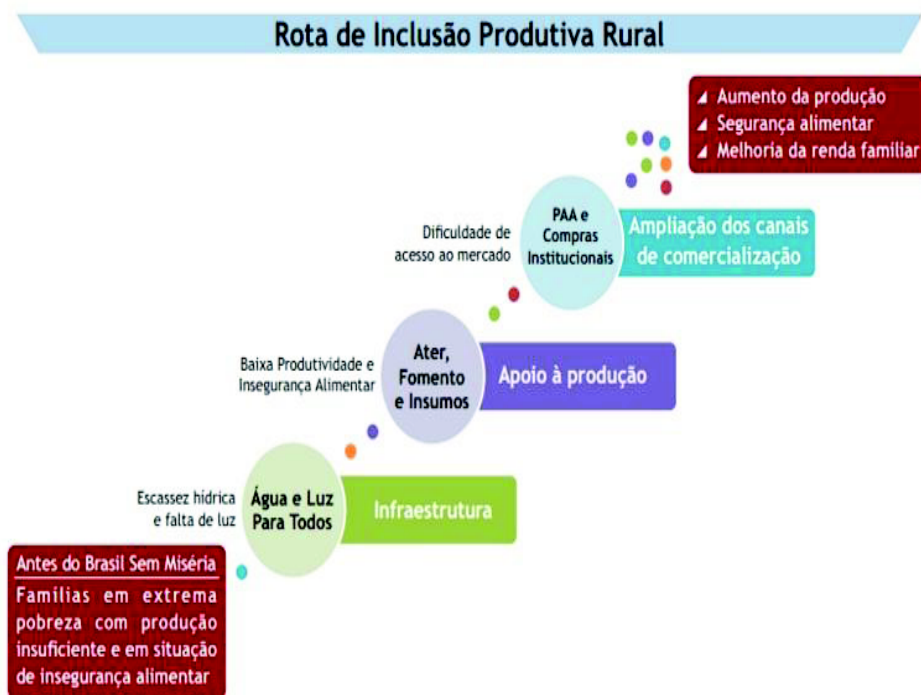 Rota de Inclusão Produtiva Rural
Aumento da produção
Segurança alimentar
Melhoria da renda familiar
Dificuldade de
acesso ao mercado
PAA e
Compras
Institucionais
Ampliação dos canais
de comercialização
Baixa Produtividade e
Insegurança Alimentar
Ater,
Fomento
e Insumos
Apoio à produção
Escassez hídrica
e falta de luz
Água e Luz
Para Todos
Infraestrutura
Antes do Brasil Sem Miséria
Famílias em extrema
pobreza com produção
insuficiente e em situação
de insegurança alimentar